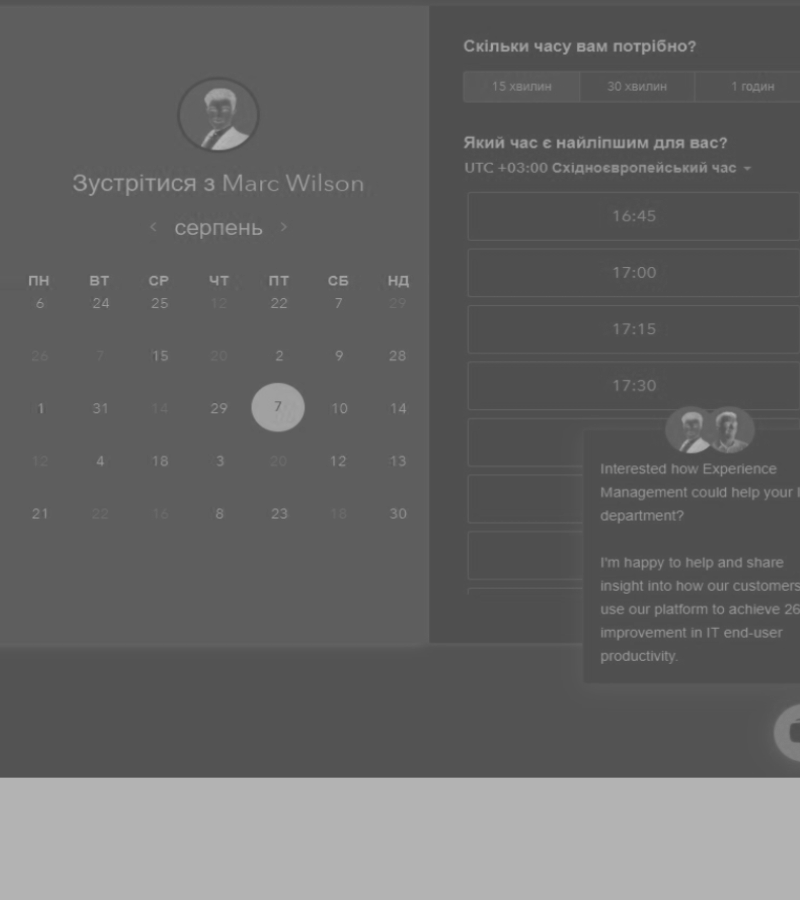 Зустрітися з Marc Wilson
серпень
ПН ВТ СР ЧТ ПТ СБ НД
6 24 25 12 22 7 29
26 7 15 20 2 9 28
1 31 14 29 7 10 14
12 4 18 3 20 12 13
21 22 16 8 23 18 30
Скільки часу вам потрібно?
15 хвилин 30 хвилин 1 годин
Який час є найліпшим для вас?
UTC +03:00 Східноєвропейський час
16:45
17:00
17:15
17:30
Interested how Experience
Management could help your
department?
I'm happy to help and share
insight into how our customers
use our platform to achieve 26
improvement in IT end-user
productivity.